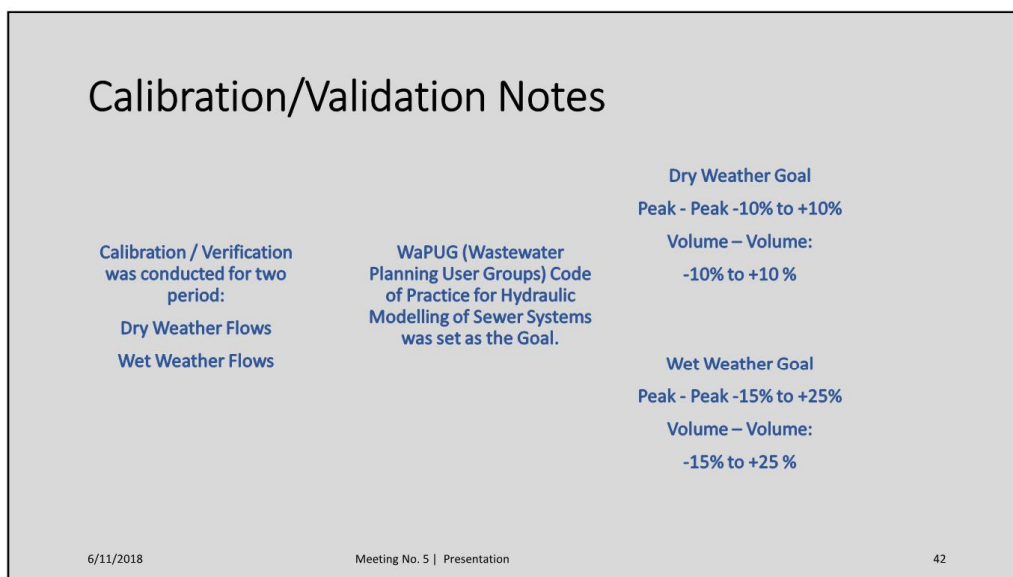 Calibration/Validation Notes
Calibration / Verification
was conducted for two
period:
Dry Weather Flows
Wet Weather Flows
WaPUG (Wastewater
Planning User Groups) Code
of Practice for Hydraulic
Modelling of Sewer Systems
was set as the Goal.
Dry Weather Goal
Peak - Peak -10% to +10%
Volume – Volume:
-10% to +10 %
Wet Weather Goal
Peak - Peak -15% to +25%
Volume – Volume:
-15% to +25 %
6/11/2018
Meeting No. 5 | Presentation
42